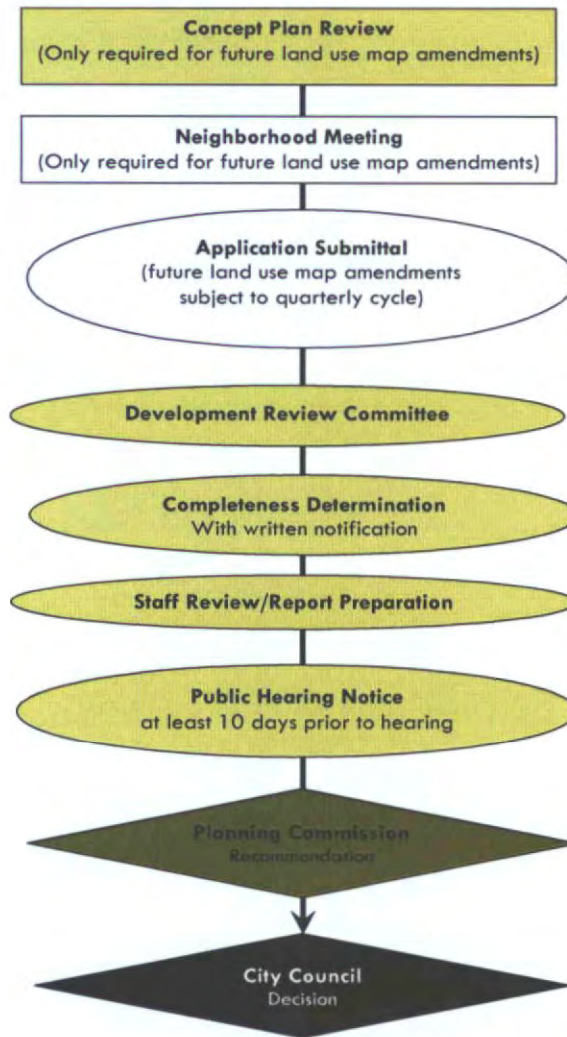 Concept Plan Review
(Only required for future land use map amendments)
Neighborhood Meeting
(Only required for future land use map amendments)
Application Submittal
(future land use map amendments
subject to quarterly cycle)
Development Review Committee
Completeness Determination
With written notification
Staff Review/Report Preparation
Public Hearing Notice
at least 10 days prior to hearing
Planning Commission
Recommendation
City Council
Decision